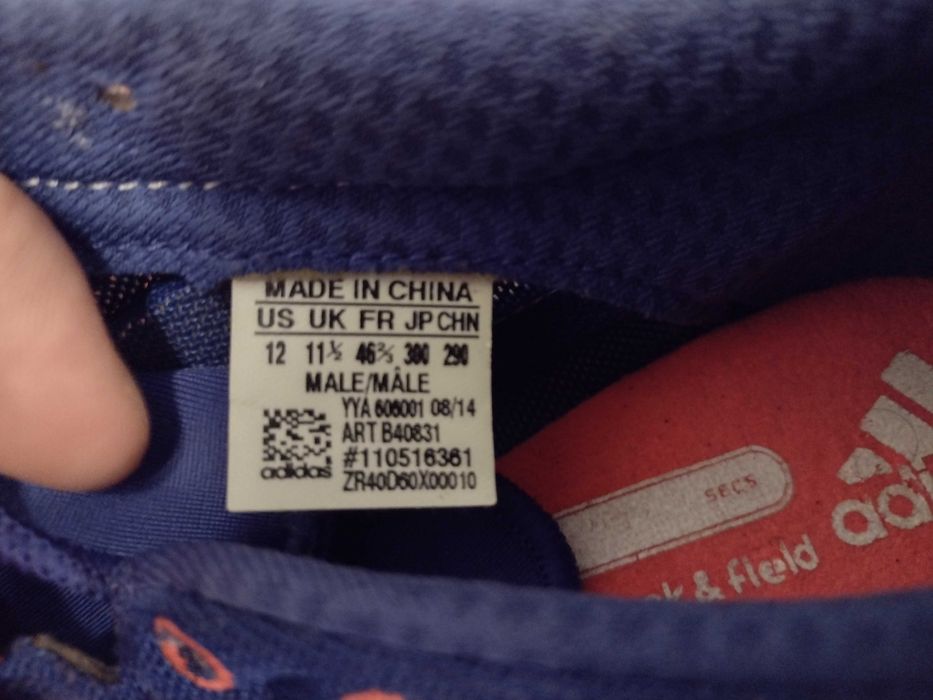 MADE IN CHINA
US UK FR JP CHN
12 11½ 46⅔ 300 290
MALE/MÂLE
YYA 606001 08/14
ART B40831
#110516361
adidas
ZR40D60X00010
SECS
& field